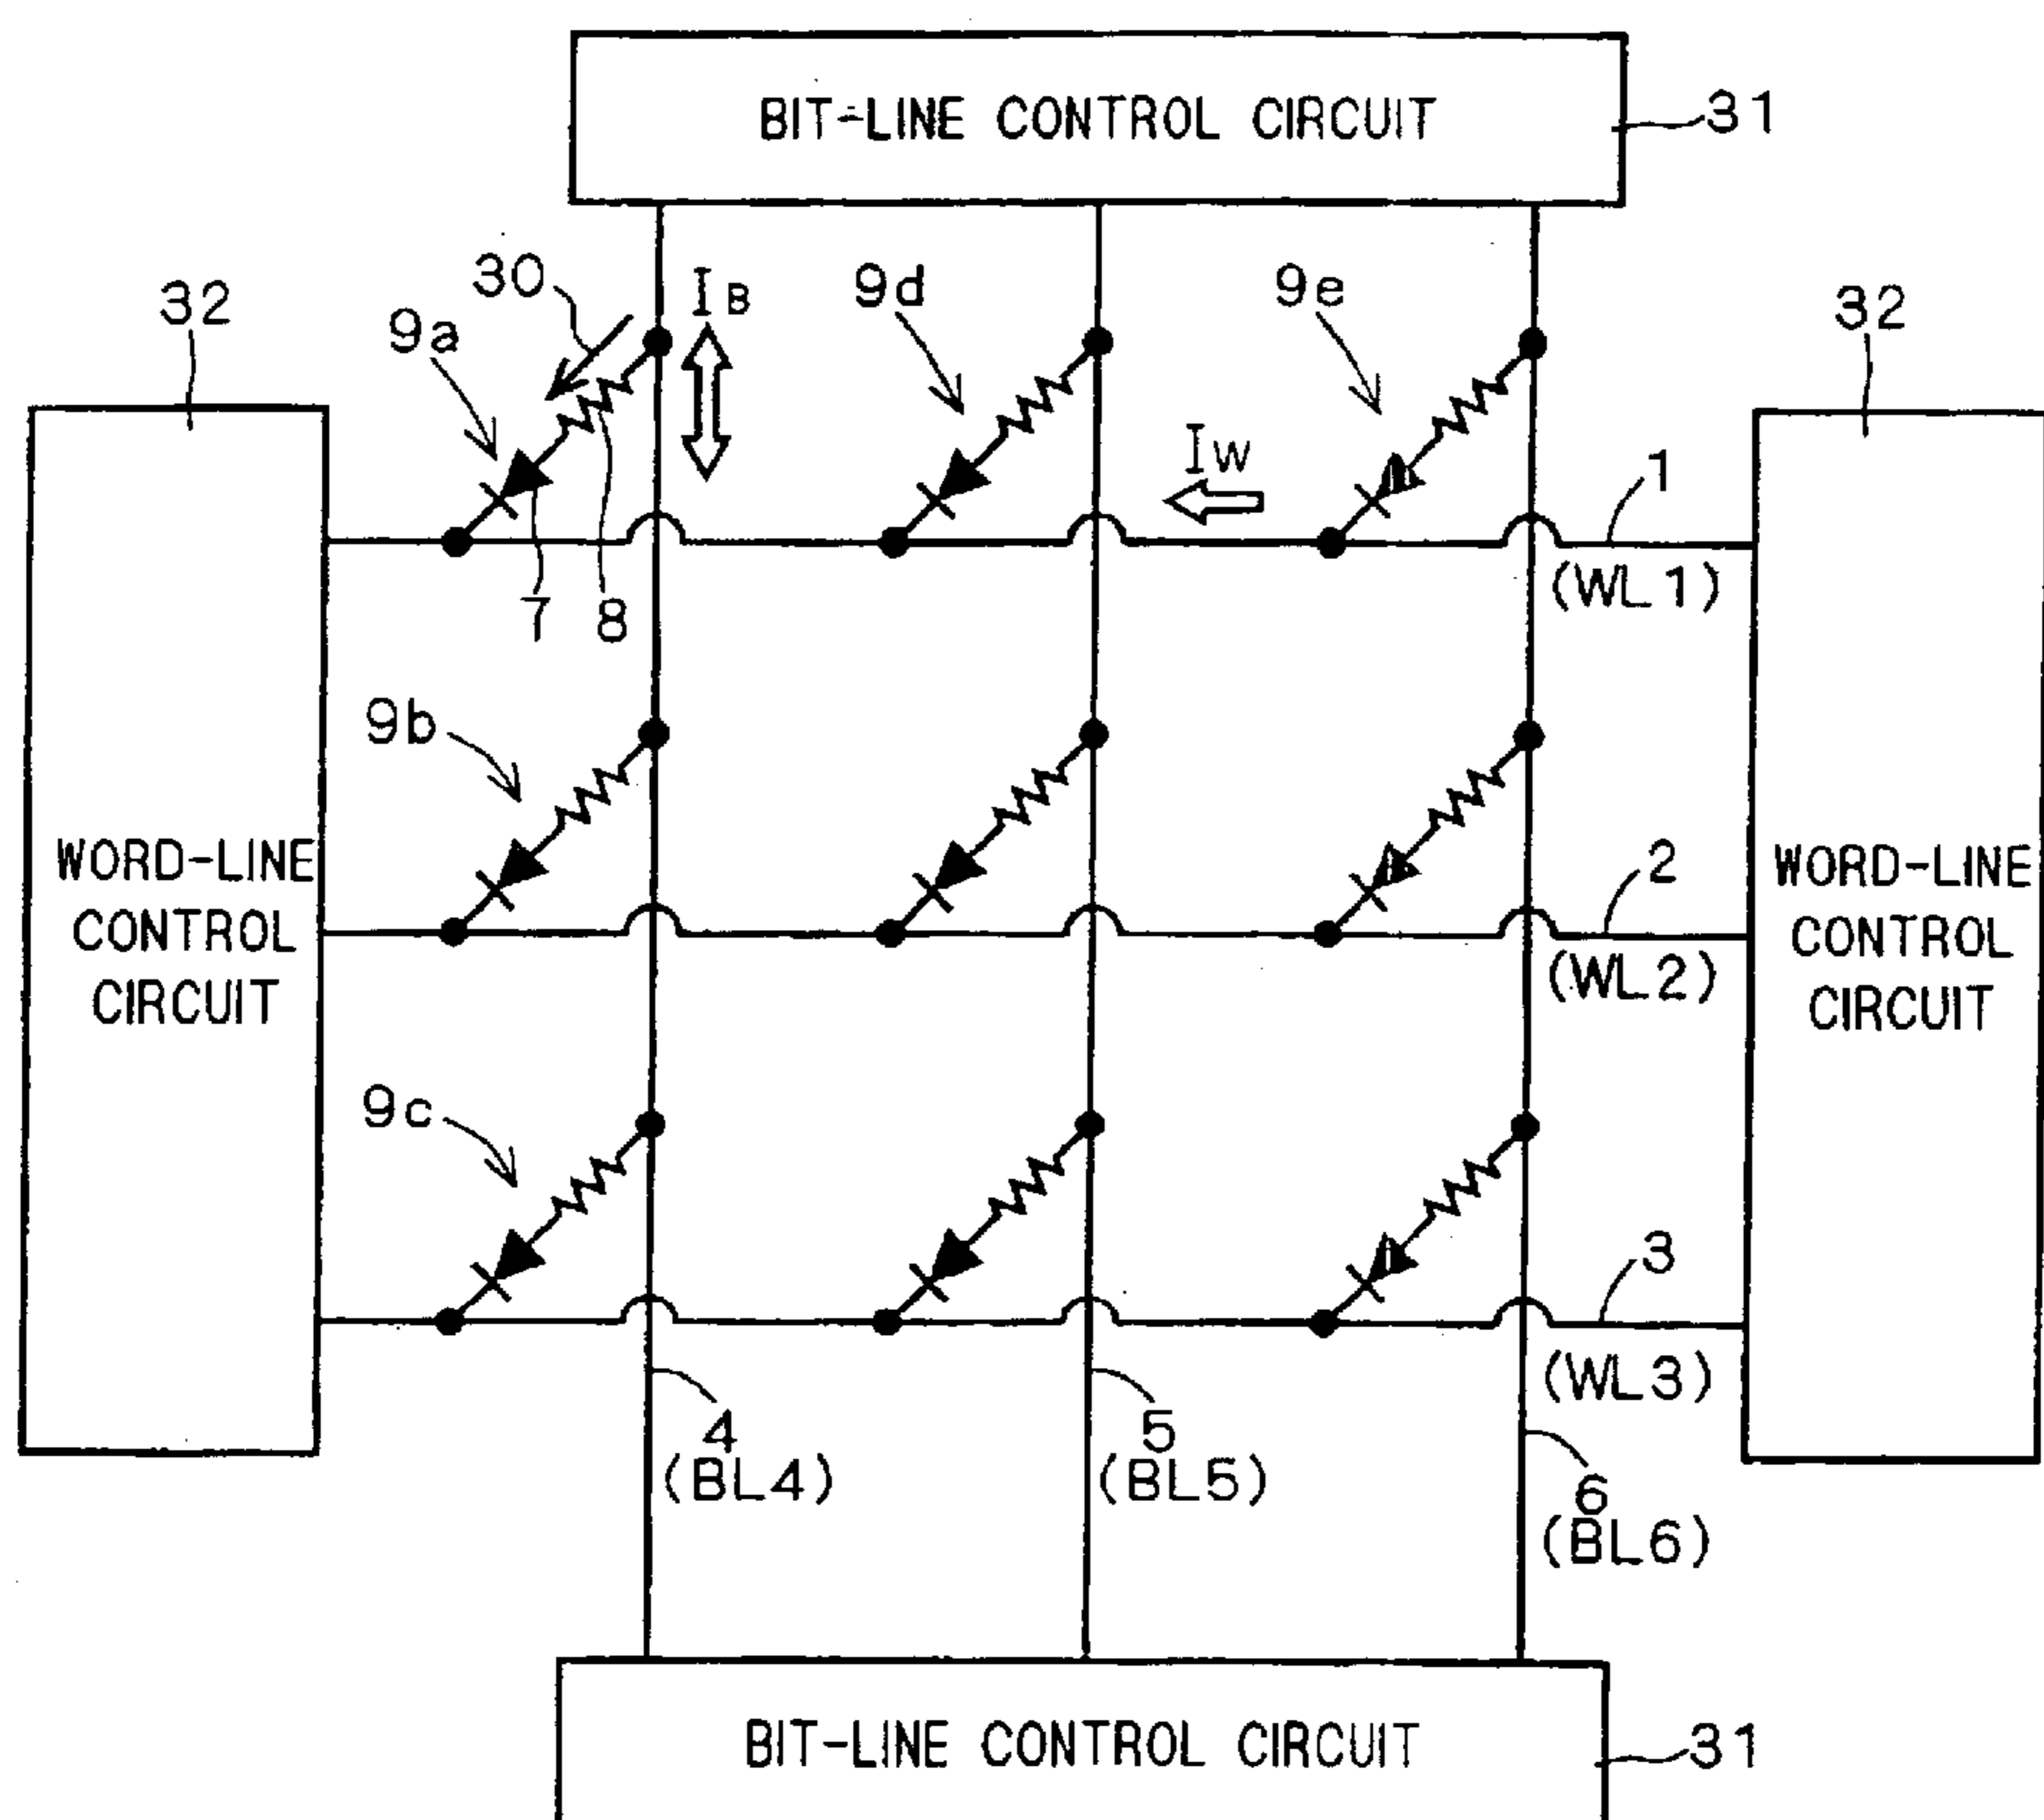 BIT-LINE CONTROL CIRCUIT
31
30
IB
9d
9e
32
9a
32
IW
1
(WL1)
7
8
9b
WORD-LINE
CONTROL
CIRCUIT
2
(WL2)
WORD-LINE
CONTROL
CIRCUIT
9c
3
(WL3)
4
(BL4)
5
(BL5)
6
(BL6)
BIT-LINE CONTROL CIRCUIT
31